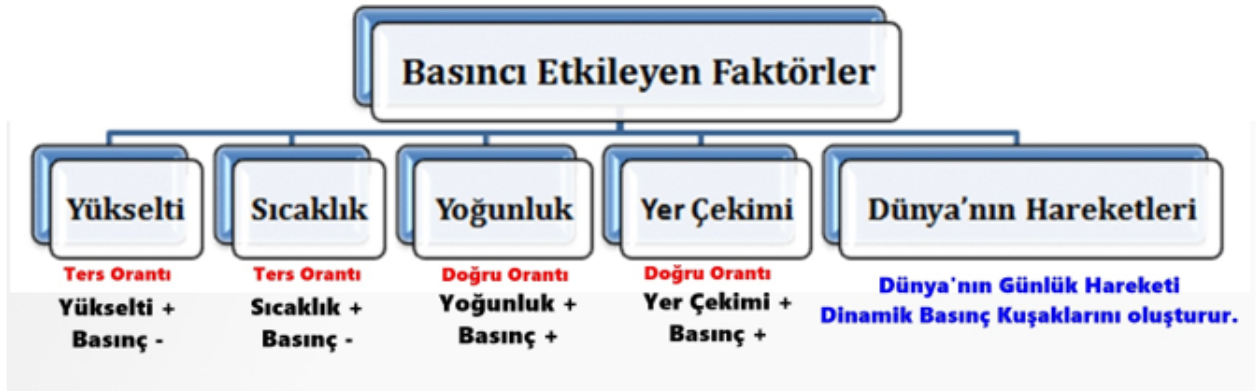 Basıncı Etkileyen Faktörler
Yükselti
Sıcaklık
Yoğunluk
Yer Çekimi
Dünya'nın Hareketleri
Ters Orantı
Yükselti +
Basınç -
Ters Orantı
Sıcaklık +
Basınç -
Doğru Orantı
Yoğunluk +
Basınç +
Doğru Orantı
Yer Çekimi +
Basınç +
Dünya'nın Günlük Hareketi
Dinamik Basınç Kuşaklarını oluşturur.